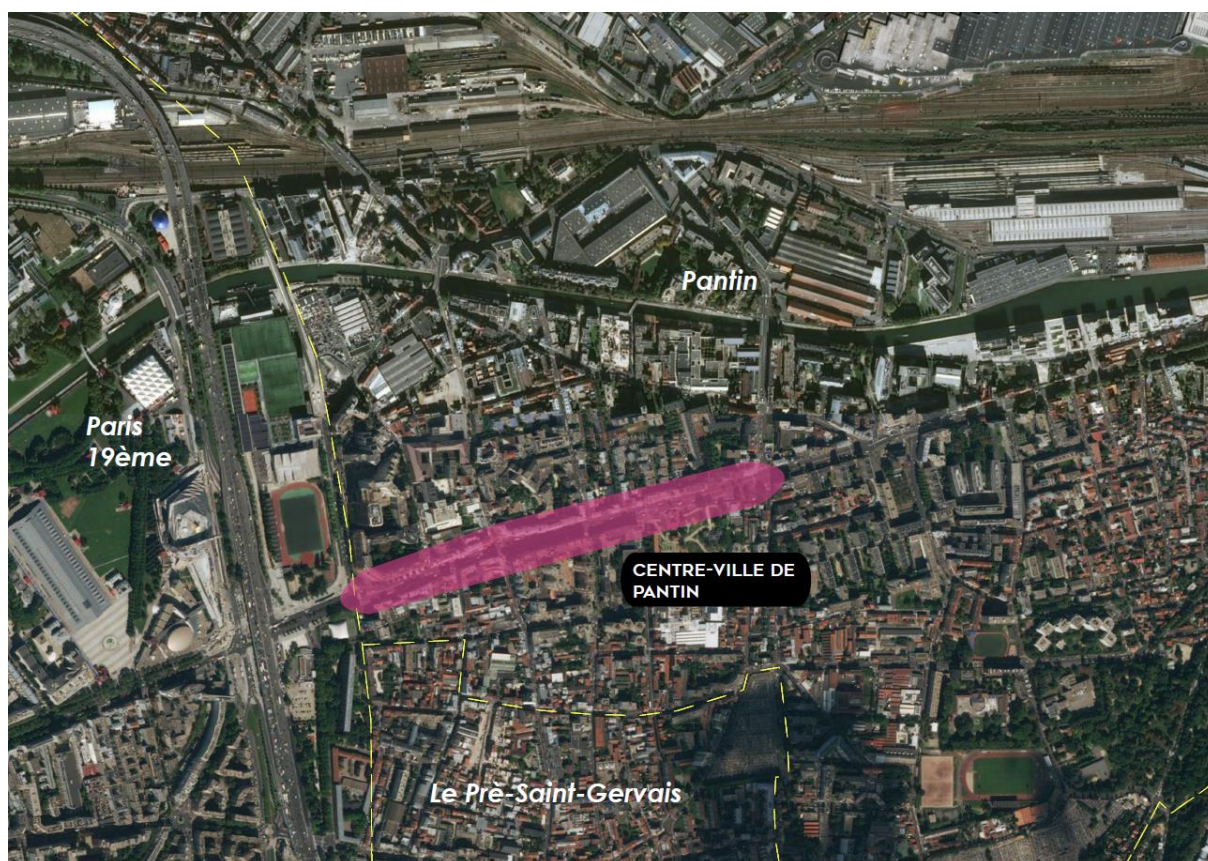 Pantin
Paris
19ème
CENTRE-VILLE DE
PANTIN
Le Pré-Saint-Gervais